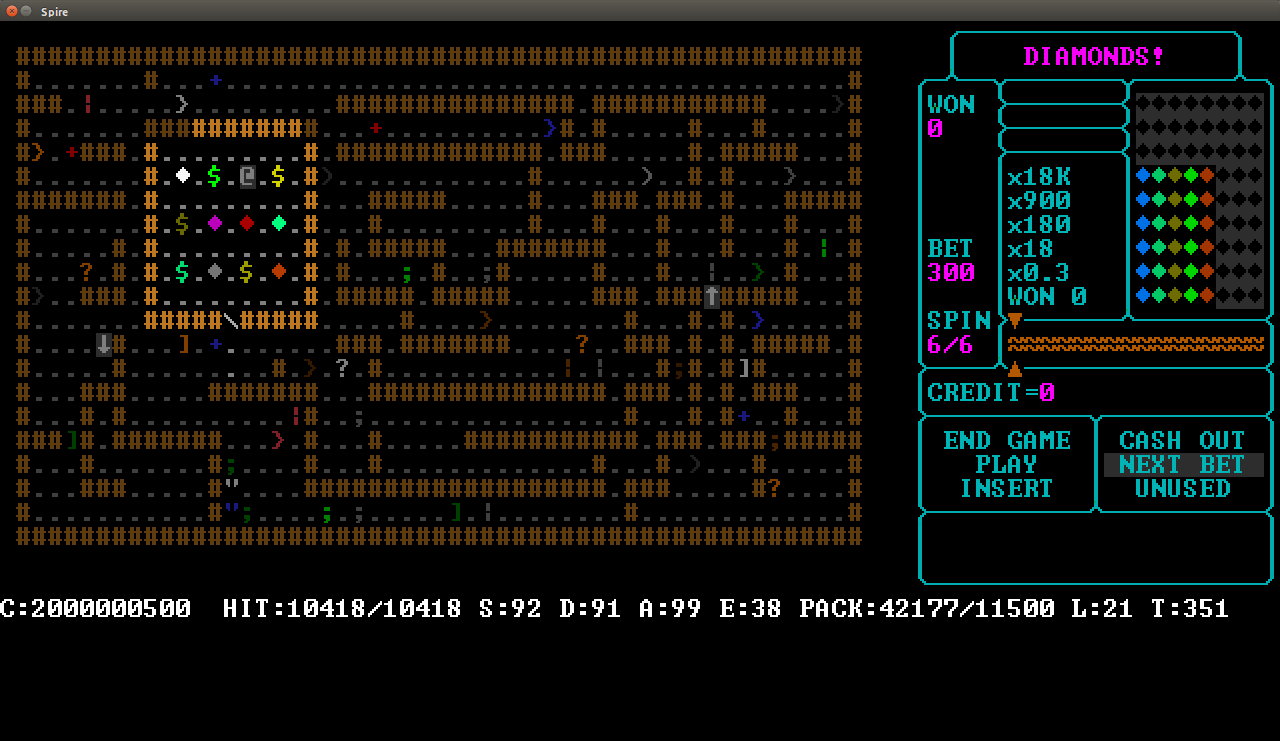 Spire
DIAMONDS!
WON
0
x18K
x900
x180
BET
x18
300
x0.3
WON 0
SPIN
6/6
CREDIT=0
END GAME
CASH OUT
PLAY
NEXT BET
INSERT
UNUSED
C:2000000500 HIT:10418/10418 S:92 D:91 A:99 E:38 PACK:42177/11500 L:21 T:351